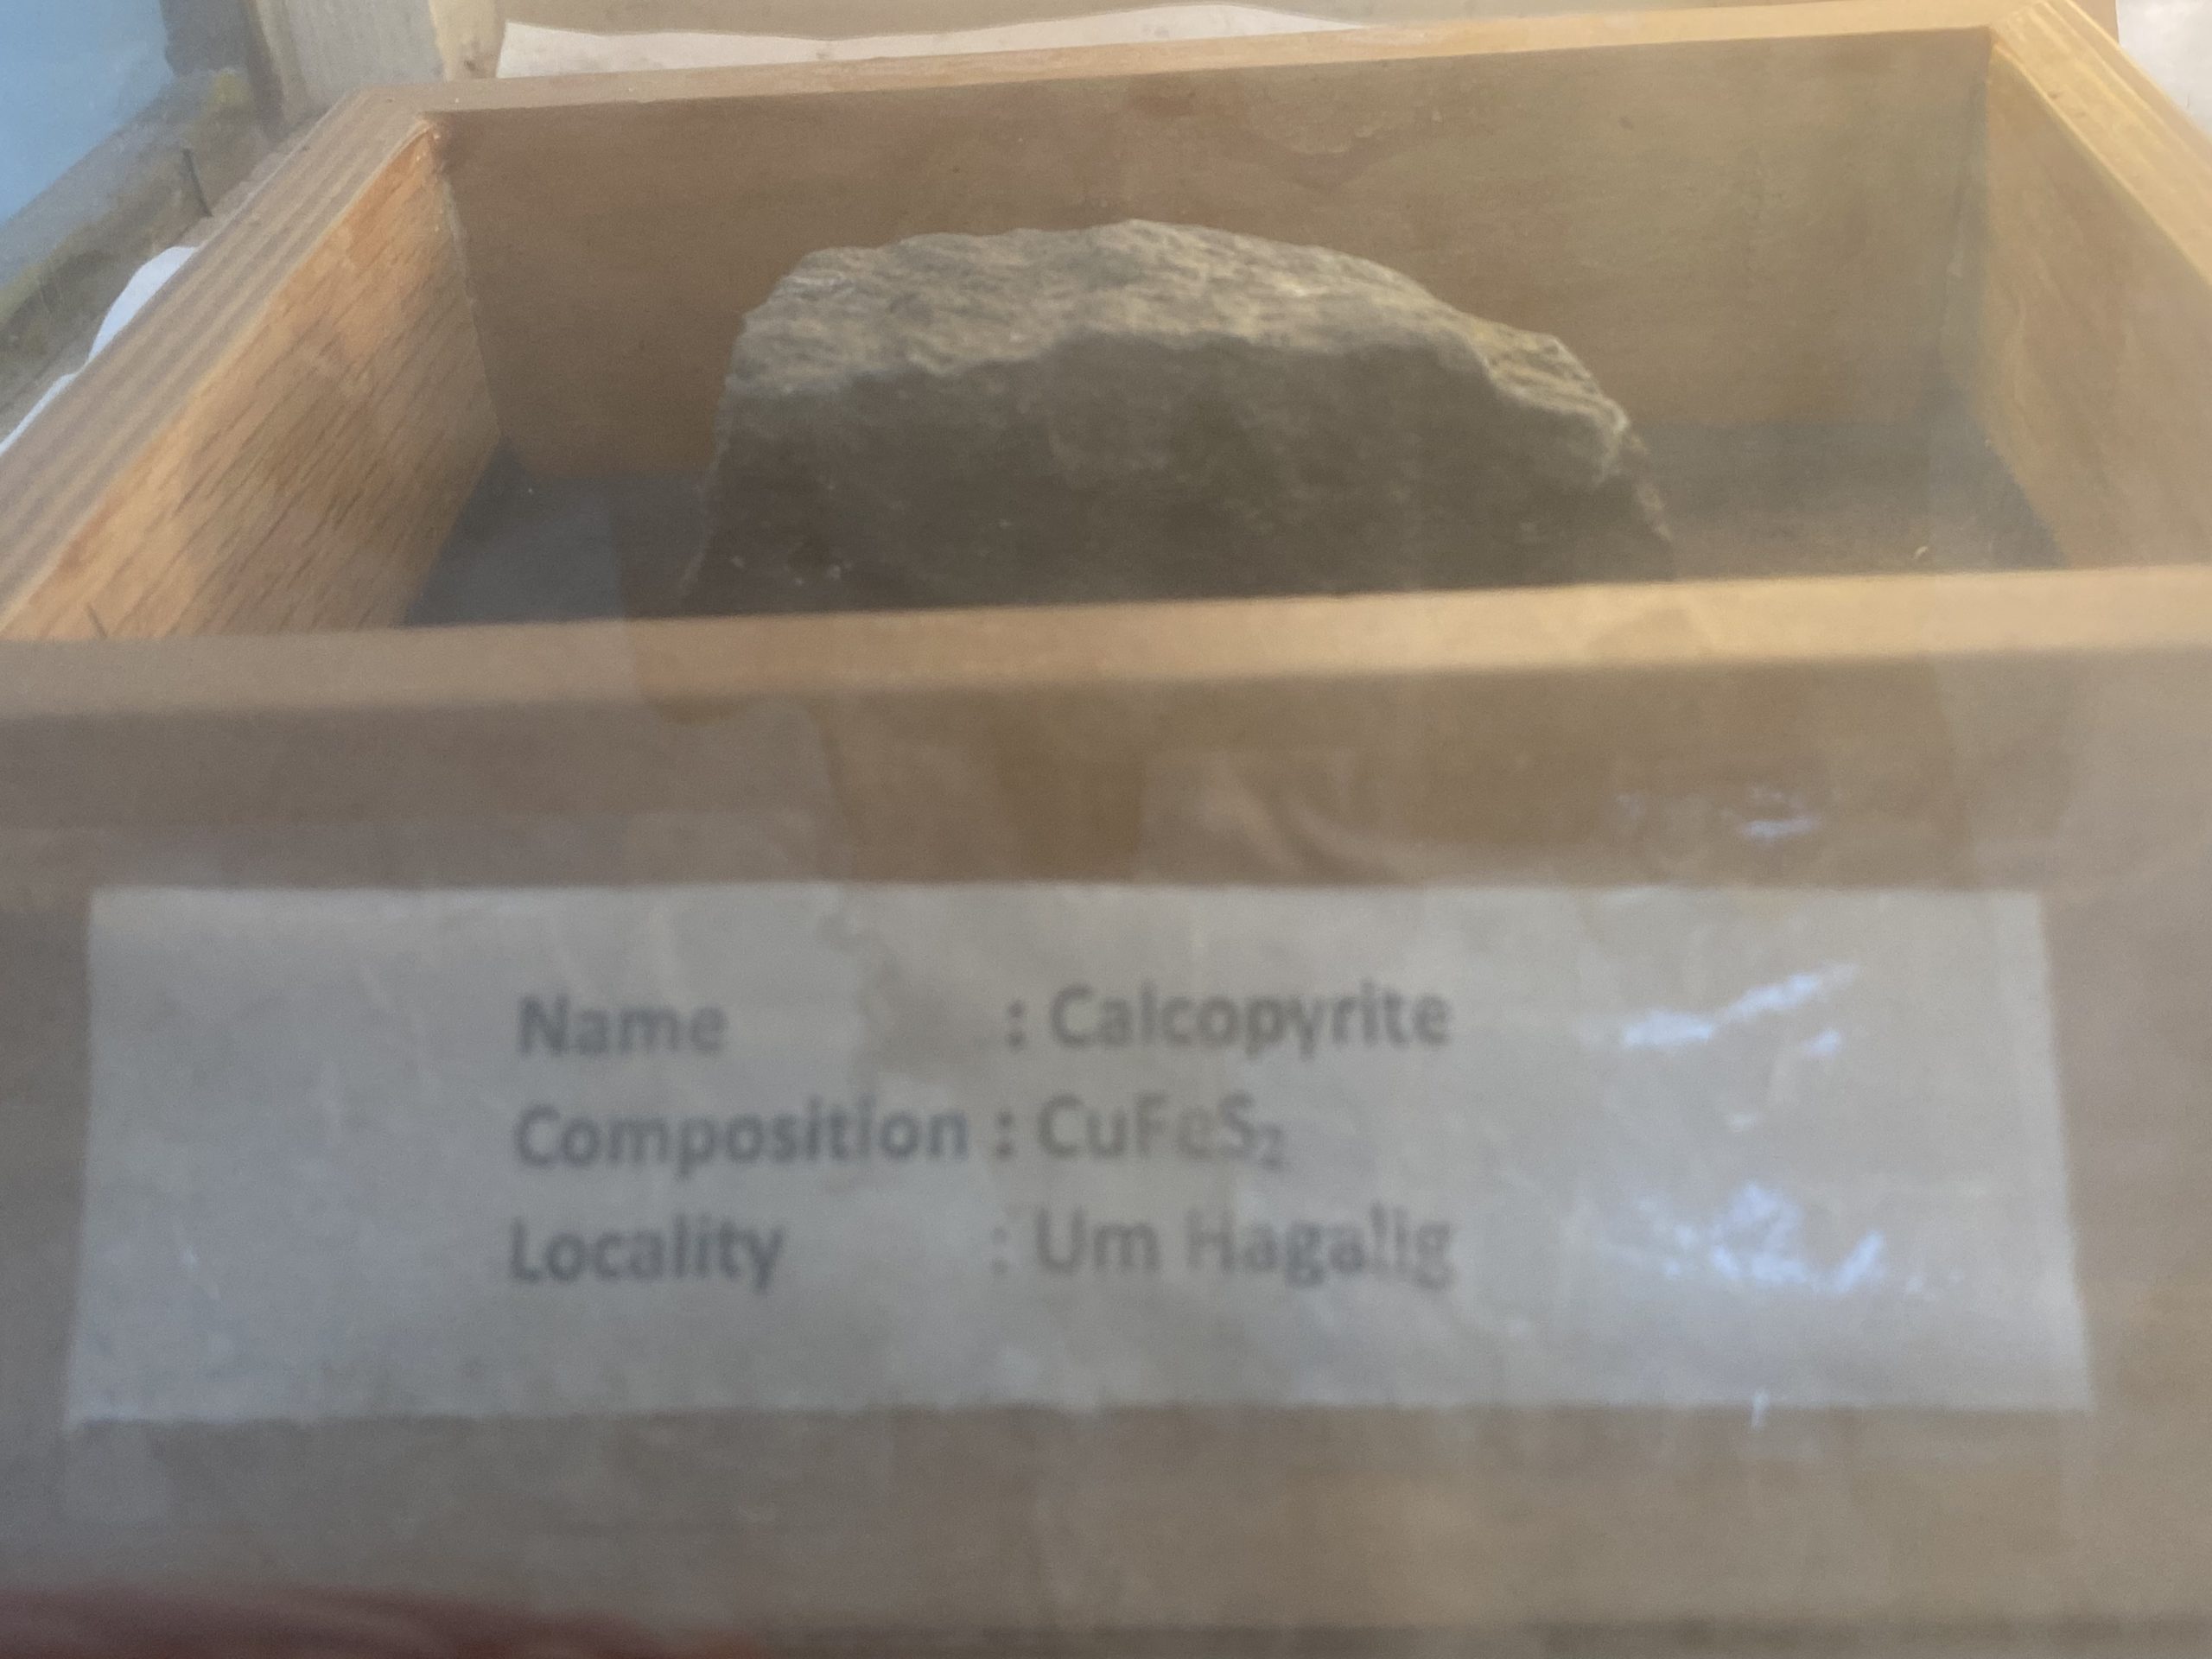 Name : Calcopyrite
Composition : CuFeS₂
Locality : Um Hagalig